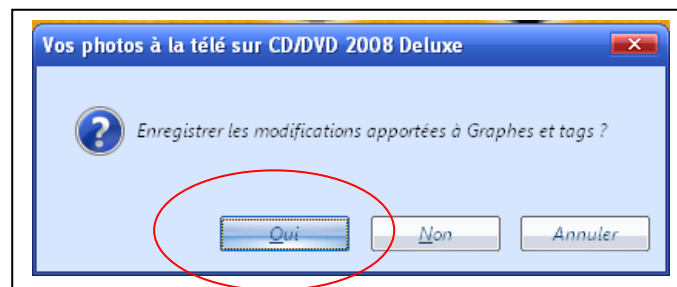 Vos photos à la télé sur CD/DVD 2008 Deluxe
Enregistrer les modifications apportées à Graphes et tags ?
Oui Non Annuler